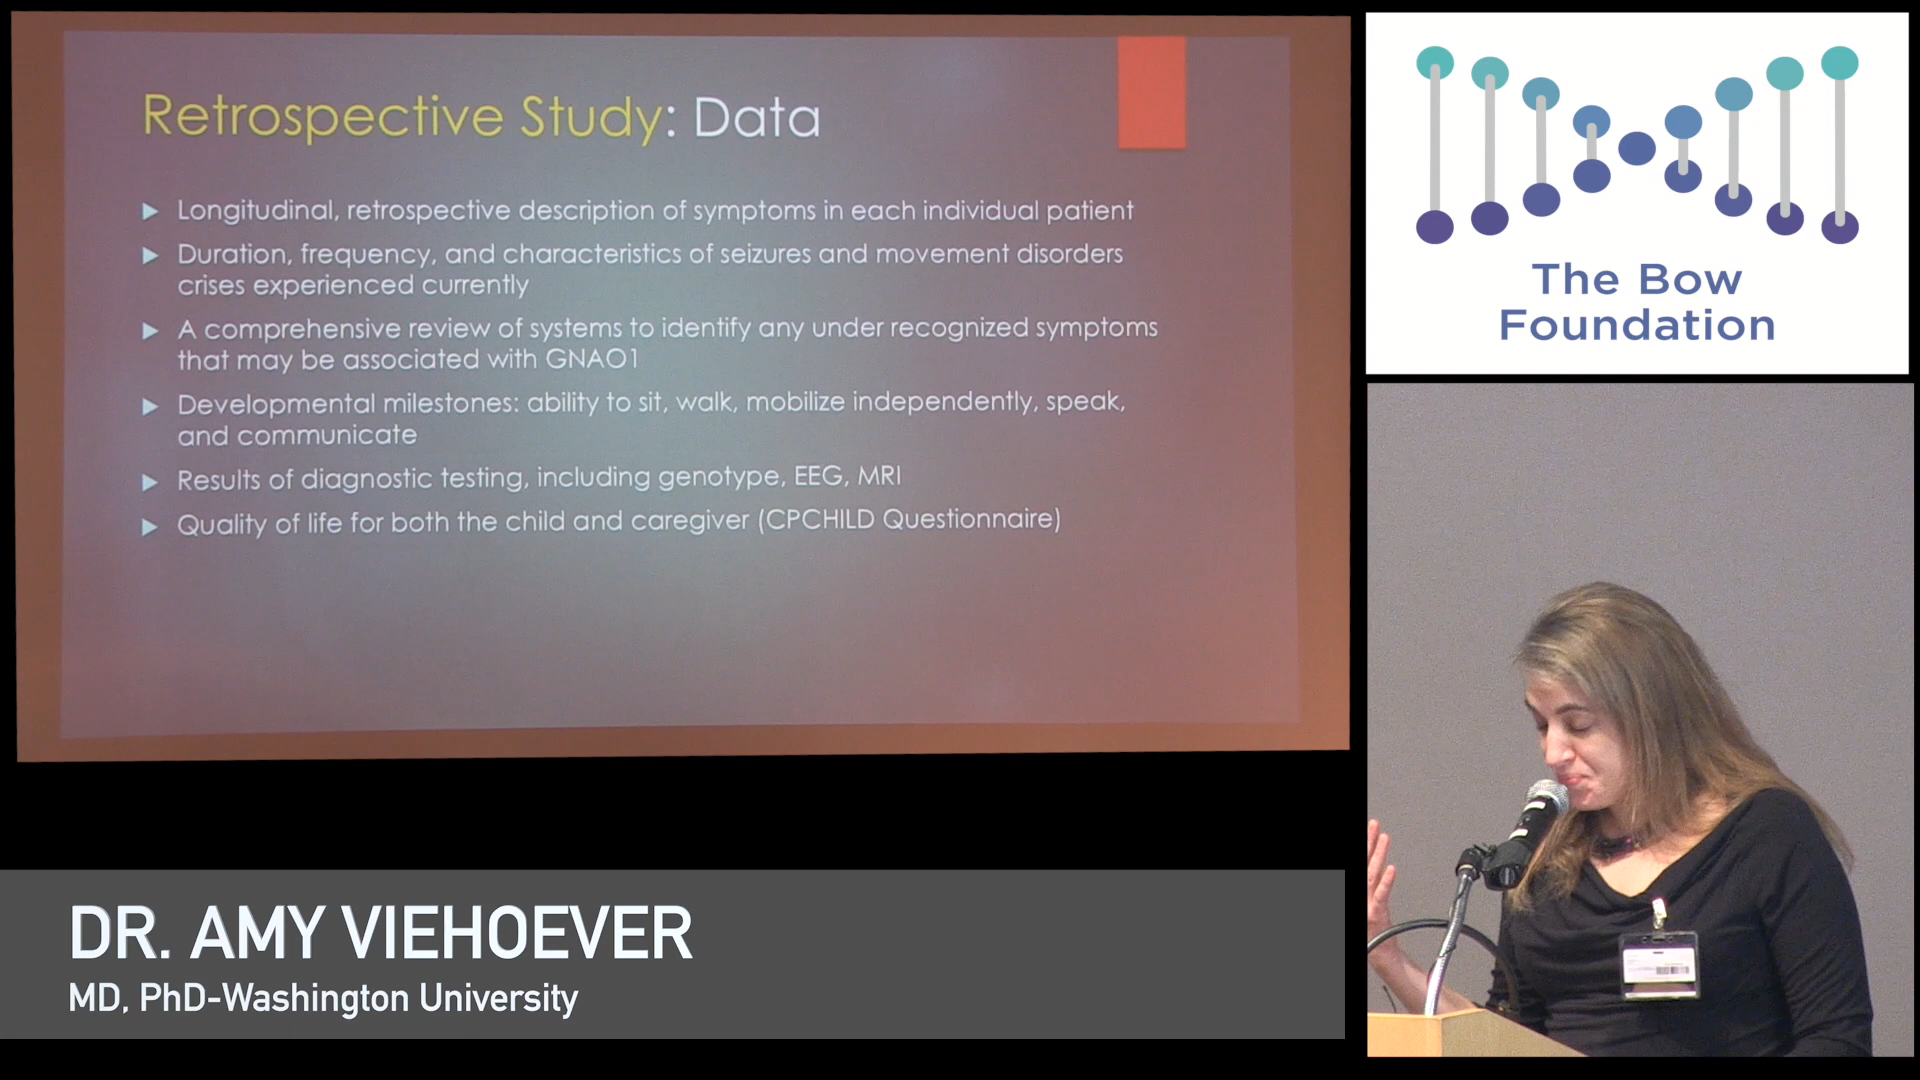 Retrospective Study: Data
Longitudinal, retrospective description of symptoms in each individual patient
Duration, frequency, and characteristics of seizures and movement disorders
crises experienced currently
A comprehensive review of systems to identify any under recognized symptoms
that may be associated with GNAO1
Developmental milestones: ability to sit, walk, mobilize independently, speak,
and communicate
Results of diagnostic testing, including genotype, EEG, MRI
Quality of life for both the child and caregiver (CPCHILD Questionnaire)
The Bow
Foundation
DR. AMY VIEHOEVER
MD, PhD-Washington University